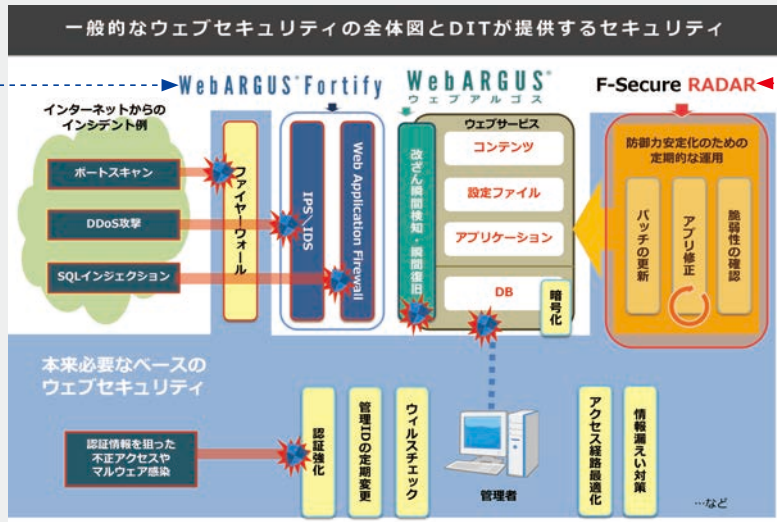 一般的なウェブセキュリティの全体図とDITが提供するセキュリティ
WebARGUS® Fortify
WebARGUS®
ウェブアルゴス
F-Secure RADAR
インターネットからの
インシデント例
ポートスキャン
DDoS攻撃
SQLインジェクション
ファイヤーウォール
IPS／IDS
Web Application Firewall
改ざん瞬間検知・瞬間復旧
ウェブサービス
コンテンツ
設定ファイル
アプリケーション
DB
暗号化
防御力安定化のための
定期的な運用
パッチの更新
アプリ修正
脆弱性の確認
本来必要なベースの
ウェブセキュリティ
認証情報を狙った
不正アクセスや
マルウェア感染
認証強化
管理IDの定期変更
ウィルスチェック
管理者
アクセス経路最適化
情報漏えい対策
…など